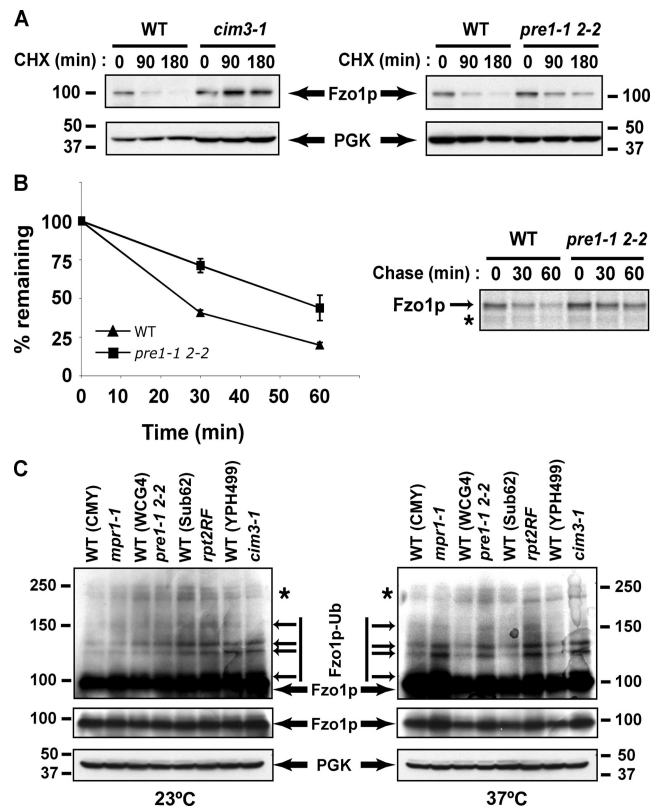 A
WT cim3-1
CHX (min) : 0 90 180 0 90 180
100 Fzo1p
50
37 PGK
WT pre1-1 2-2
0 90 180 0 90 180
100
50
37
B
% remaining
100
75
50
25
0
WT
pre1-1 2-2
0 10 20 30 40 50 60
Time (min)
WT pre1-1 2-2
Chase (min) : 0 30 60 0 30 60
Fzo1p
*
C
WT (CMY)
mpr1-1
WT (WCG4)
pre1-1 2-2
WT (Sub62)
rpt2RF
WT (YPH499)
cim3-1
WT (CMY)
mpr1-1
WT (WCG4)
pre1-1 2-2
WT (Sub62)
rpt2RF
WT (YPH499)
cim3-1
250 * * 250
150 Fzo1p-Ub 150
100 Fzo1p 100
100 Fzo1p 100
50 50
37 PGK 37
23ºC 37ºC